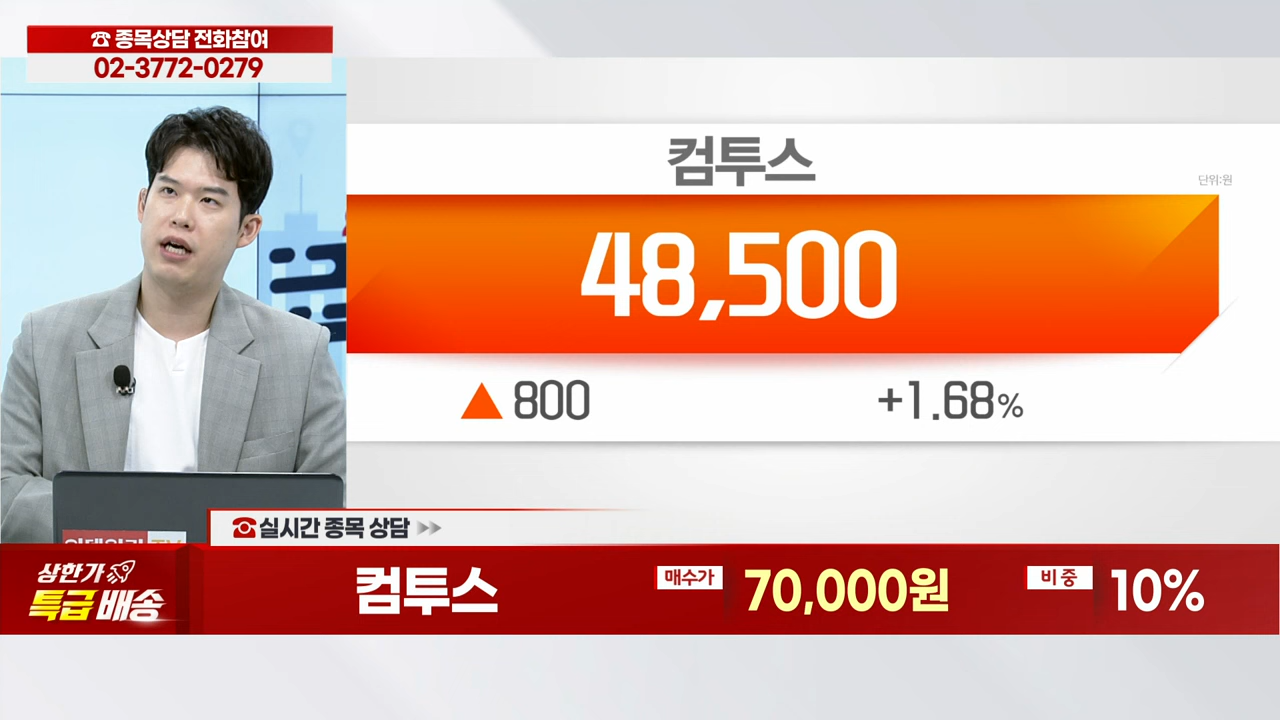 ☎ 종목상담 전화참여
02-3772-0279
컴투스
단위:원
48,500
▲ 800 +1.68%
☎실시간 종목 상담
상한가
특급 배송
컴투스 매수가 70,000원 비중 10%